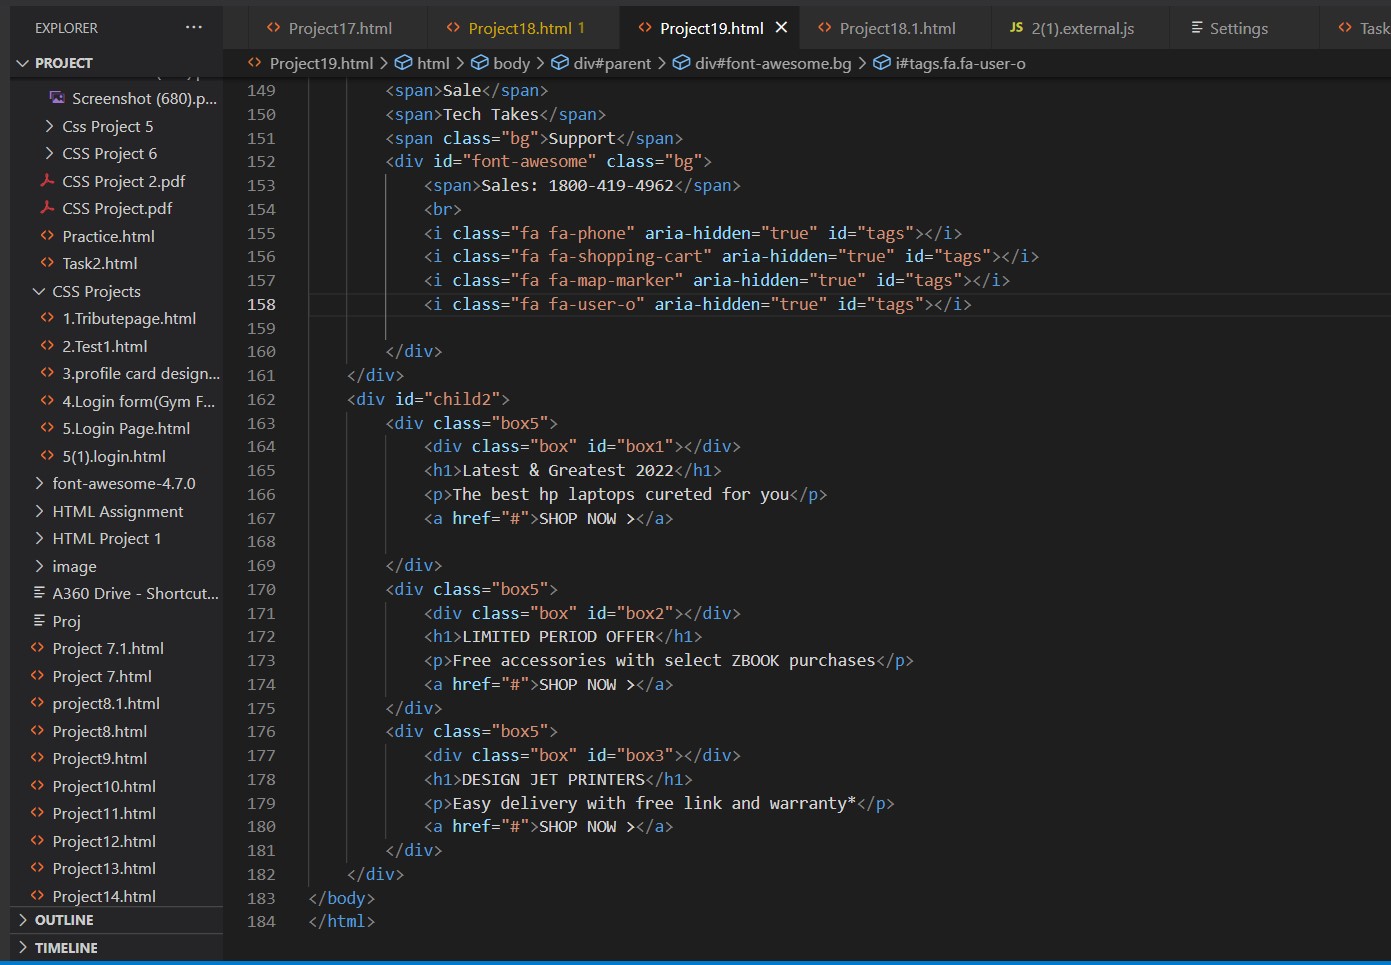 EXPLORER ···
Project17.html Project18.html 1 Project19.html Project18.1.html JS 2(1).external.js Settings Task
PROJECT
Project19.html > html > body > div#parent > div#font-awesome.bg > i#tags.fa.fa-user-o
Screenshot (680).p...
Css Project 5
CSS Project 6
CSS Project 2.pdf
CSS Project.pdf
Practice.html
Task2.html
CSS Projects
1.Tributepage.html
2.Test1.html
3.profile card design...
4.Login form(Gym F...
5.Login Page.html
5(1).login.html
font-awesome-4.7.0
HTML Assignment
HTML Project 1
image
A360 Drive - Shortcut...
Proj
Project 7.1.html
Project 7.html
project8.1.html
Project8.html
Project9.html
Project10.html
Project11.html
Project12.html
Project13.html
Project14.html
OUTLINE
TIMELINE
149 <span>Sale</span>
150 <span>Tech Takes</span>
151 <span class="bg">Support</span>
152 <div id="font-awesome" class="bg">
153 <span>Sales: 1800-419-4962</span>
154 <br>
155 <i class="fa fa-phone" aria-hidden="true" id="tags"></i>
156 <i class="fa fa-shopping-cart" aria-hidden="true" id="tags"></i>
157 <i class="fa fa-map-marker" aria-hidden="true" id="tags"></i>
158 <i class="fa fa-user-o" aria-hidden="true" id="tags"></i>
159
160 </div>
161 </div>
162 <div id="child2">
163 <div class="box5">
164 <div class="box" id="box1"></div>
165 <h1>Latest & Greatest 2022</h1>
166 <p>The best hp laptops cureted for you</p>
167 <a href="#">SHOP NOW ></a>
168
169 </div>
170 <div class="box5">
171 <div class="box" id="box2"></div>
172 <h1>LIMITED PERIOD OFFER</h1>
173 <p>Free accessories with select ZBOOK purchases</p>
174 <a href="#">SHOP NOW ></a>
175 </div>
176 <div class="box5">
177 <div class="box" id="box3"></div>
178 <h1>DESIGN JET PRINTERS</h1>
179 <p>Easy delivery with free link and warranty*</p>
180 <a href="#">SHOP NOW ></a>
181 </div>
182 </div>
183 </body>
184 </html>